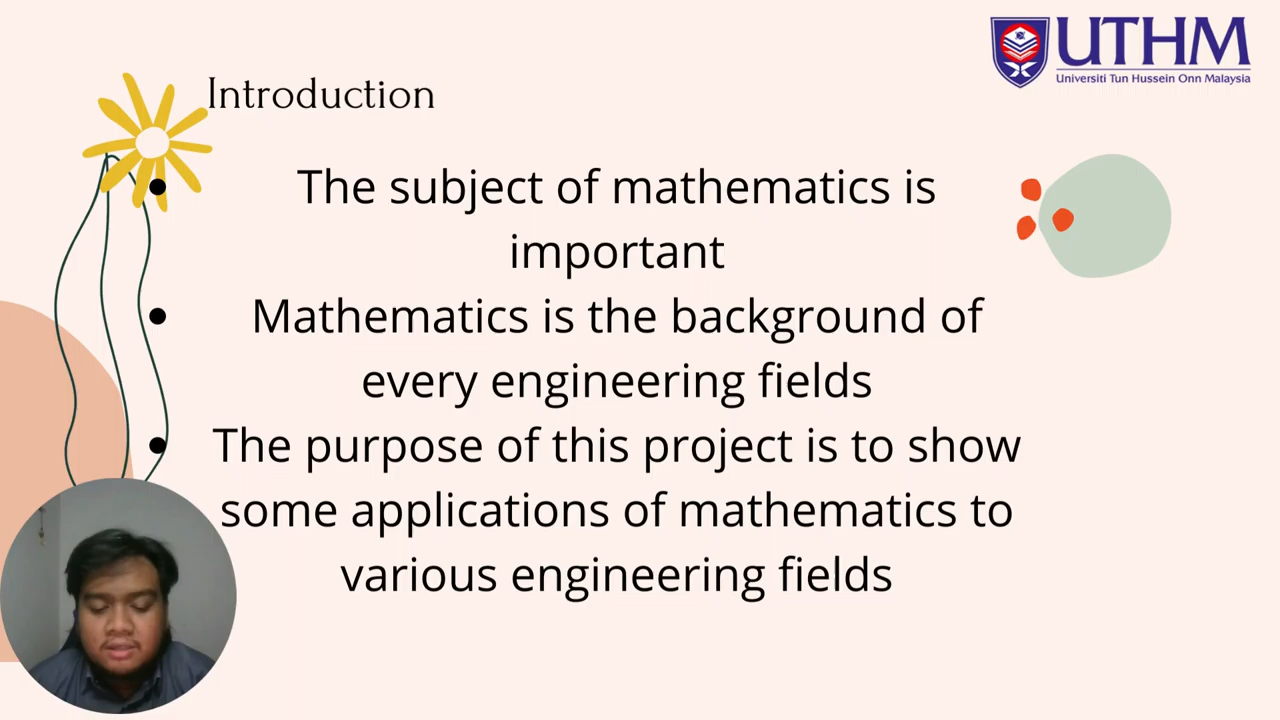 UTHM
Universiti Tun Hussein Onn Malaysia
Introduction
The subject of mathematics is
important
Mathematics is the background of
every engineering fields
The purpose of this project is to show
some applications of mathematics to
various engineering fields